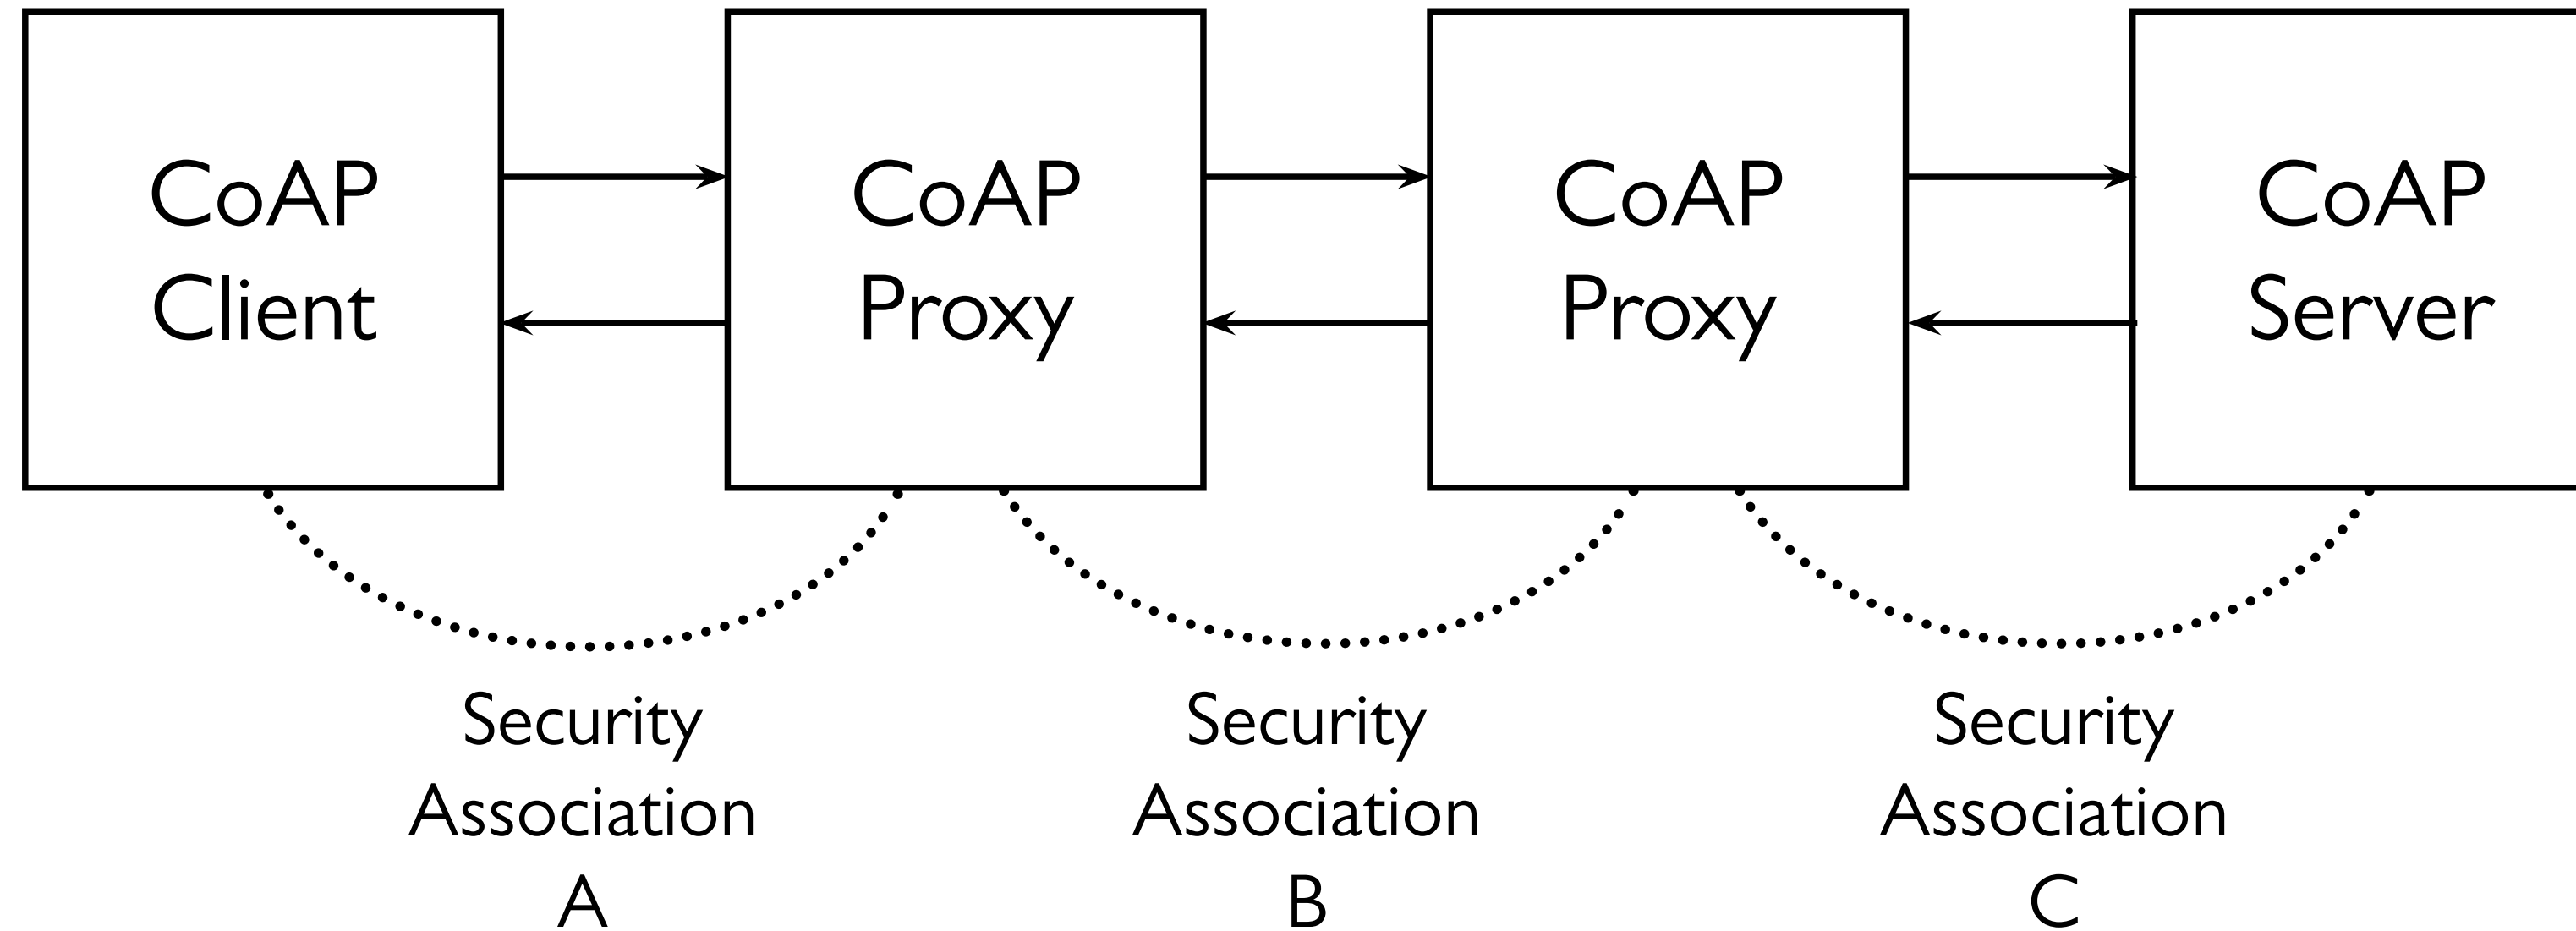 CoAP
Client
CoAP
Proxy
CoAP
Proxy
CoAP
Server
Security
Association
A
Security
Association
B
Security
Association
C